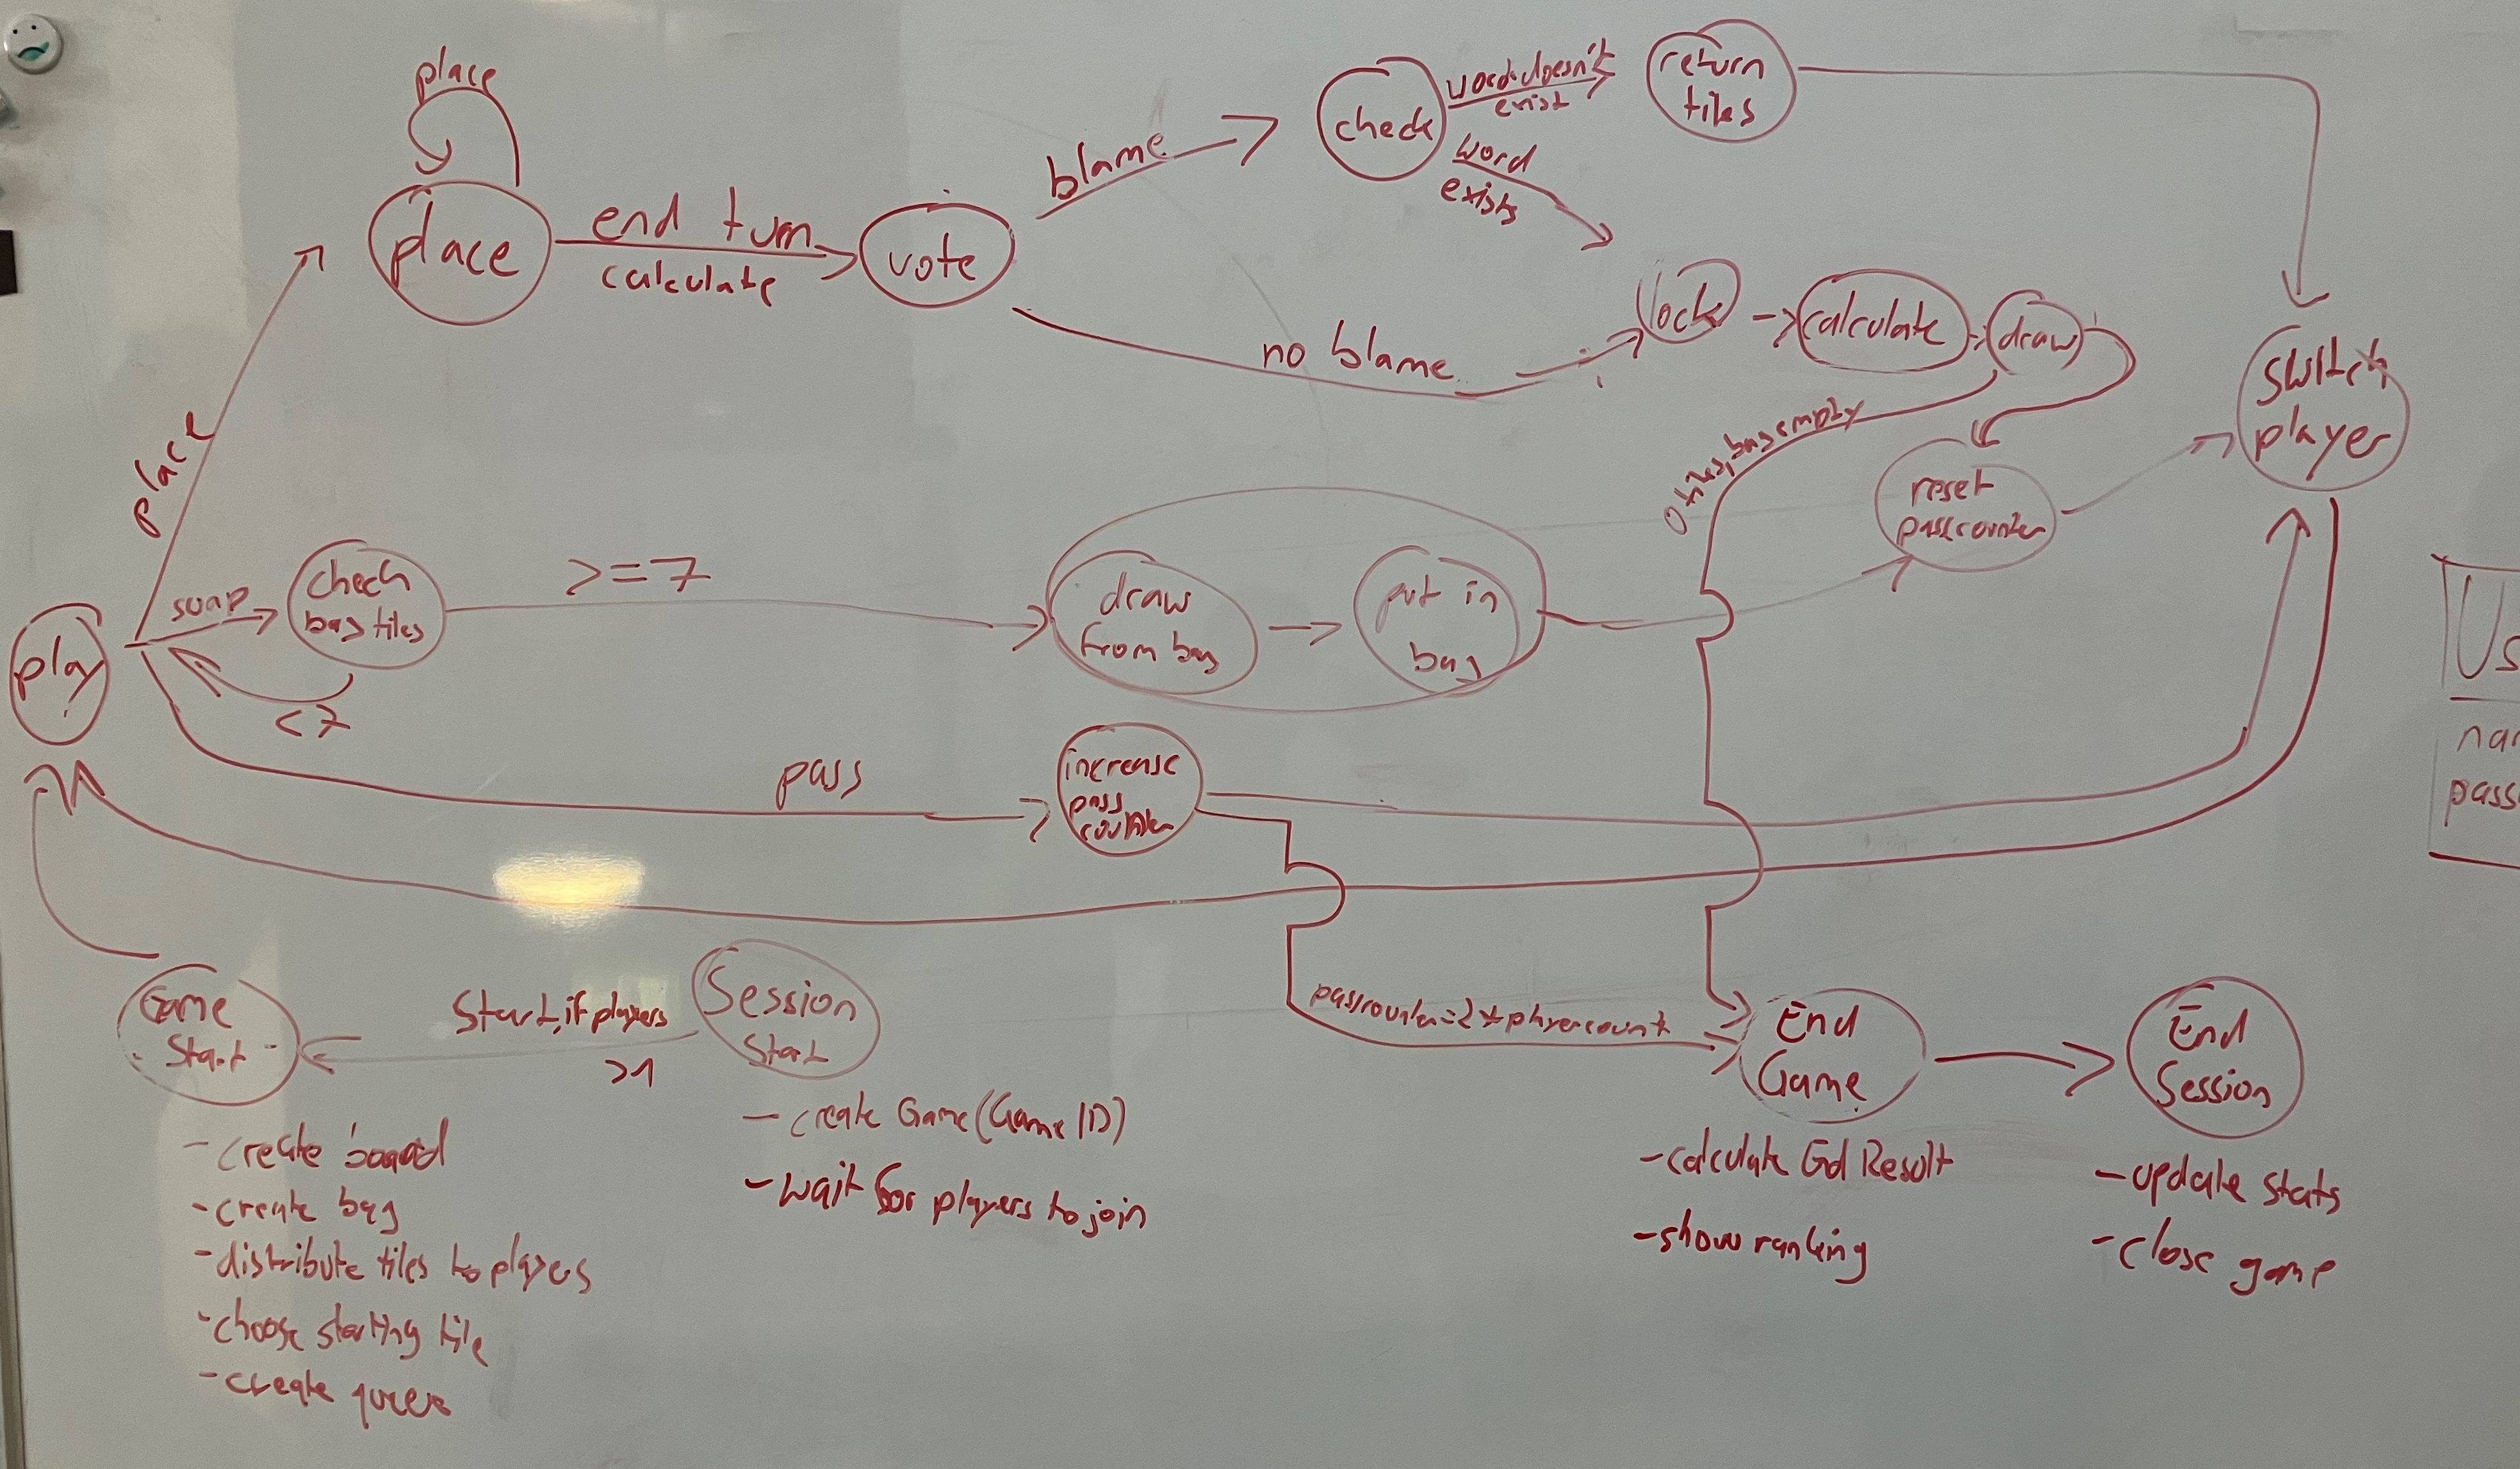 place
place
end turn
calculate
vote
blame
check
word doesn't
exist
return
tiles
word
exists
no blame
lock
calculate
draw
switch
player
0 tiles, bag empty
reset
passcounter
place
swap
check
bag tiles
>=7
<7
draw
from bag
put in
bag
play
pass
increase
pass
counter
Game
Start
Start, if players
>1
Session
Start
passcounter=2*playercount
End
Game
End
Session
- create board
- create bag
- distribute tiles to players
- choose starting tile
- create queue
- create Game (Game ID)
- wait for players to join
- calculate Result
- show ranking
- update stats
- close game
Us
nam
pass